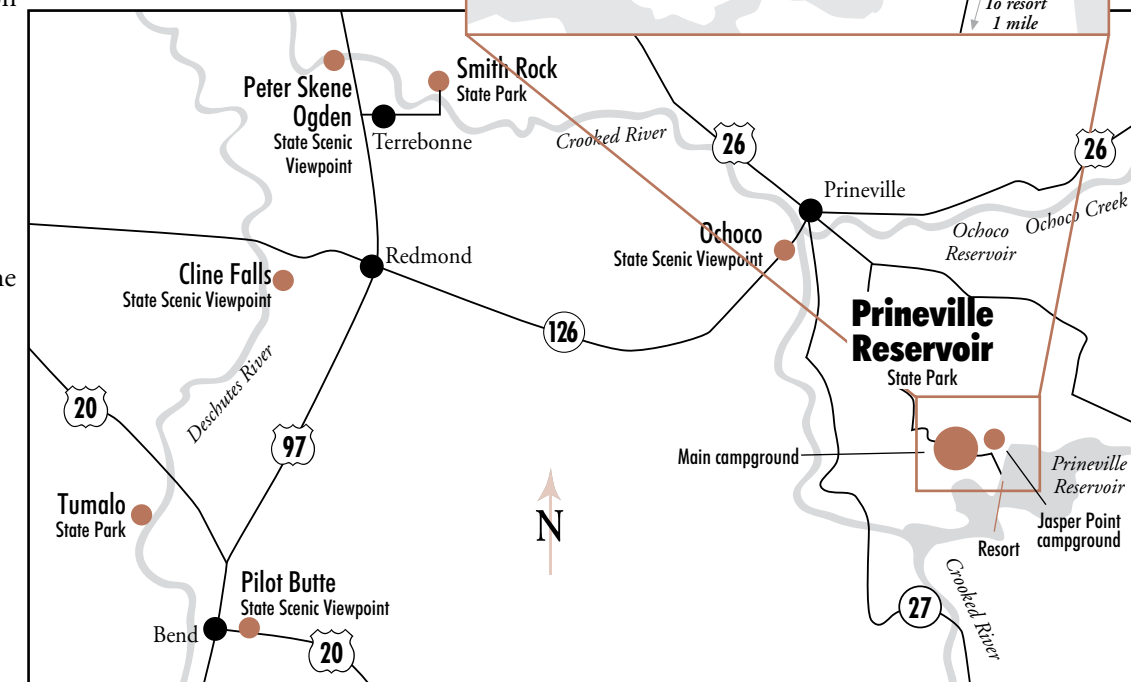 To resort
1 mile
Smith Rock
State Park
Peter Skene
Ogden
State Scenic
Viewpoint
Terrebonne
Crooked River
26
26
Prineville
Ochoco Creek
Ochoco
Reservoir
Ochoco
State Scenic Viewpoint
Redmond
Cline Falls
State Scenic Viewpoint
126
Prineville
Reservoir
State Park
Deschutes River
20
97
Main campground
Prineville
Reservoir
Jasper Point
campground
Resort
Tumalo
State Park
N
Pilot Butte
State Scenic Viewpoint
Bend
20
27
Crooked River